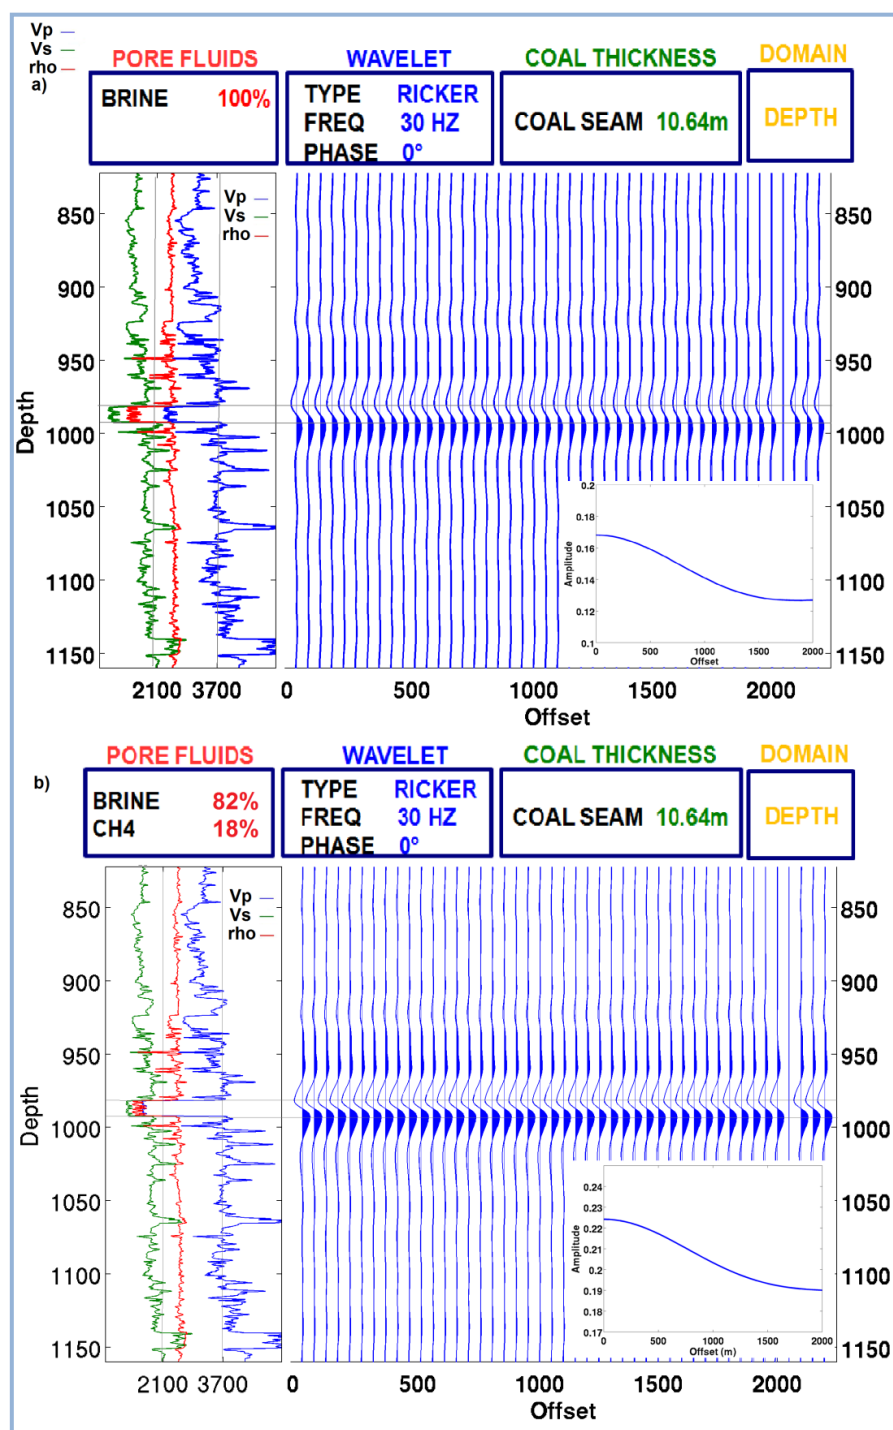 Vp
Vs
rho
a)
PORE FLUIDS WAVELET COAL THICKNESS DOMAIN
BRINE 100%
TYPE RICKER
FREQ 30 HZ
PHASE 0°
COAL SEAM 10.64m
DEPTH
Vp
Vs
rho
850
900
950
1000
1050
1100
1150
Depth
2100 3700
850
900
950
1000
1050
1100
1150
0 500 1000 1500 2000
Offset
0.2
0.18
0.16
0.14
0.12
0.1
Amplitude
0 500 1000 1500 2000
Offset
b)
PORE FLUIDS WAVELET COAL THICKNESS DOMAIN
BRINE 82%
CH4 18%
TYPE RICKER
FREQ 30 HZ
PHASE 0°
COAL SEAM 10.64m
DEPTH
Vp
Vs
rho
850
900
950
1000
1050
1100
1150
Depth
2100 3700
850
900
950
1000
1050
1100
1150
0 500 1000 1500 2000
Offset
0.24
0.23
0.22
0.21
0.2
0.19
0.18
0.17
Amplitude
0 500 1000 1500 2000
Offset (m)